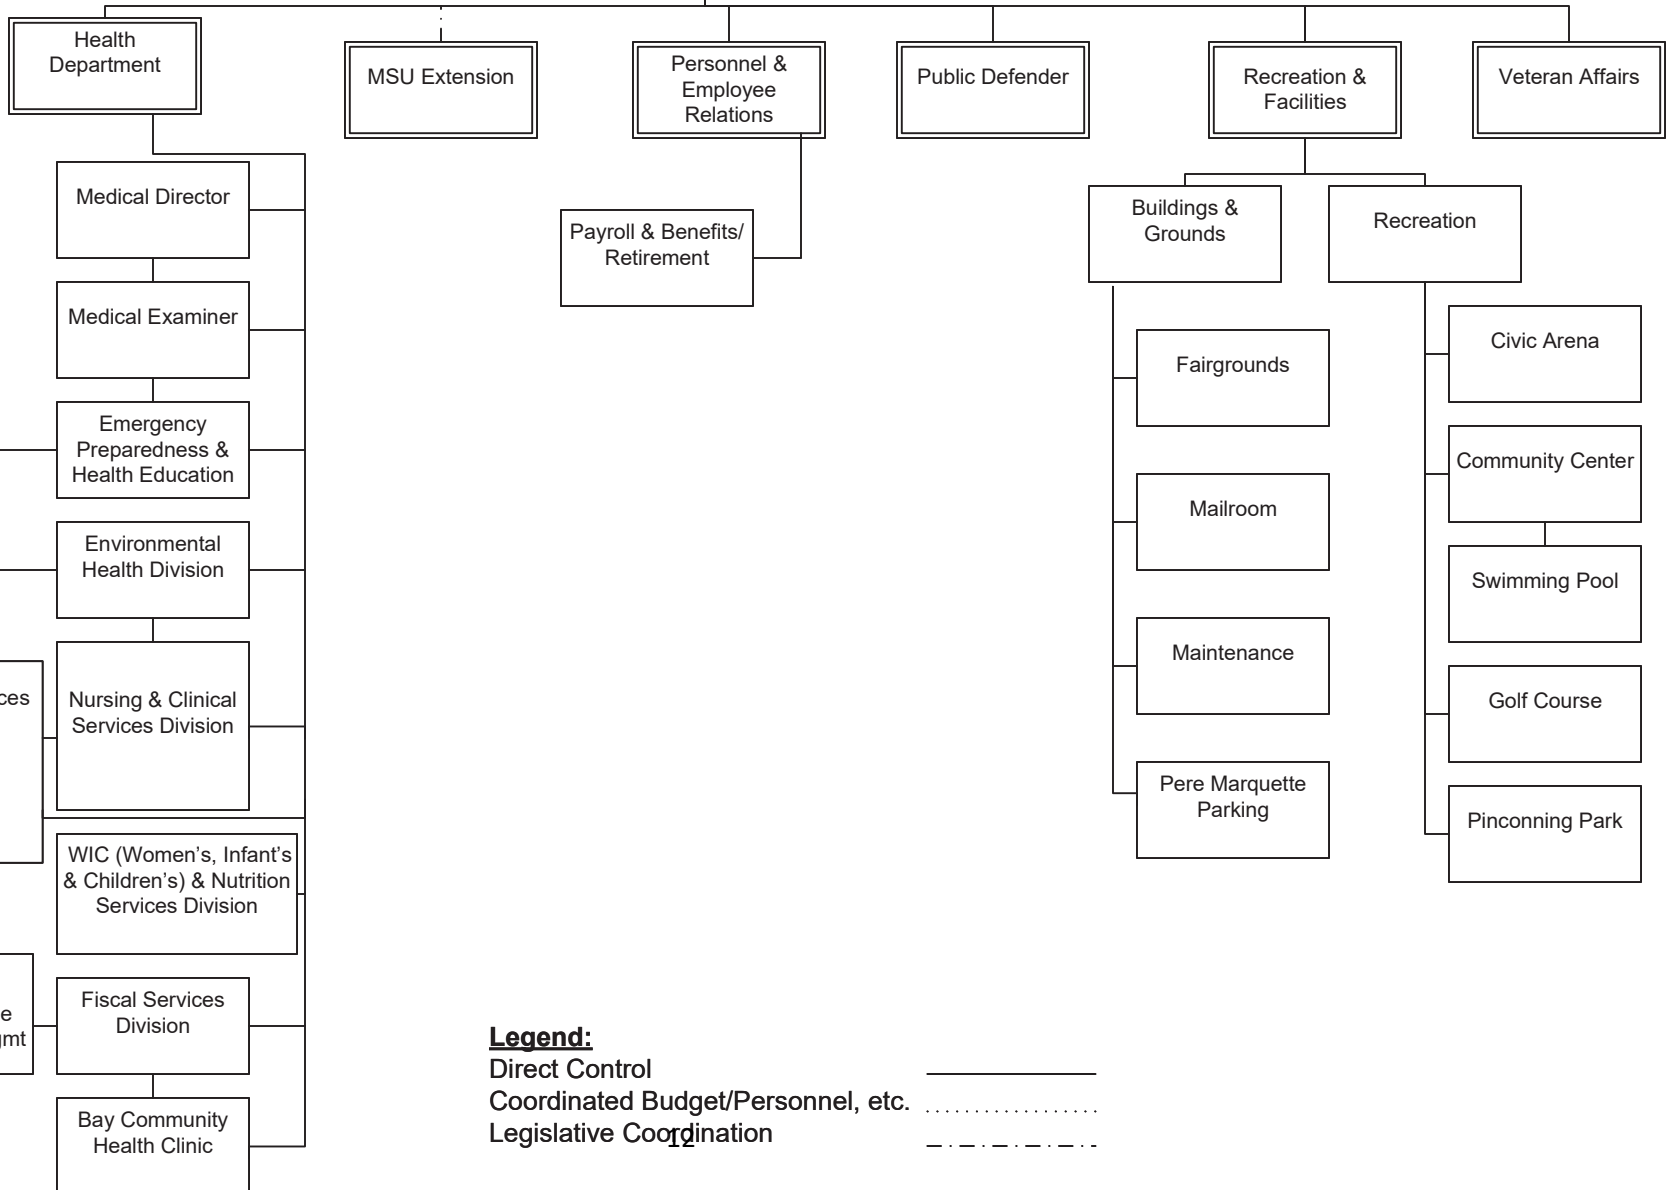 Health
Department
MSU Extension
Personnel &
Employee
Relations
Public Defender
Recreation &
Facilities
Veteran Affairs
Medical Director
Payroll & Benefits/
Retirement
Buildings &
Grounds
Recreation
Medical Examiner
Fairgrounds
Civic Arena
Emergency
Preparedness &
Health Education
Mailroom
Community Center
Environmental
Health Division
Swimming Pool
Maintenance
ces
Nursing & Clinical
Services Division
Golf Course
Pere Marquette
Parking
Pinconning Park
WIC (Women’s, Infant’s
& Children’s) & Nutrition
Services Division
e
gmt
Fiscal Services
Division
Bay Community
Health Clinic
Legend:
Direct Control
Coordinated Budget/Personnel, etc.
Legislative Coordination
12